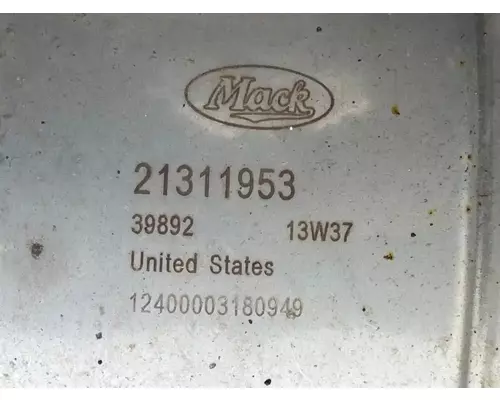 Mack
21311953
39892 13W37
United States
12400003180949